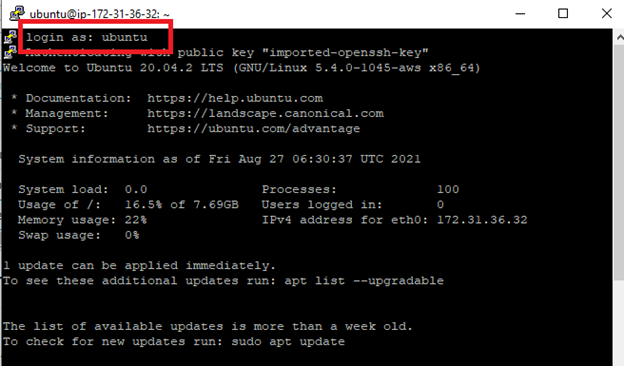 ubuntu@ip-172-31-36-32: ~
login as: ubuntu
Authenticating with public key "imported-openssh-key"
Welcome to Ubuntu 20.04.2 LTS (GNU/Linux 5.4.0-1045-aws x86_64)
* Documentation: https://help.ubuntu.com
* Management: https://landscape.canonical.com
* Support: https://ubuntu.com/advantage
System information as of Fri Aug 27 06:30:37 UTC 2021
System load: 0.0 Processes: 100
Usage of /: 16.5% of 7.69GB Users logged in: 0
Memory usage: 22% IPv4 address for eth0: 172.31.36.32
Swap usage: 0%
1 update can be applied immediately.
To see these additional updates run: apt list --upgradable
The list of available updates is more than a week old.
To check for new updates run: sudo apt update